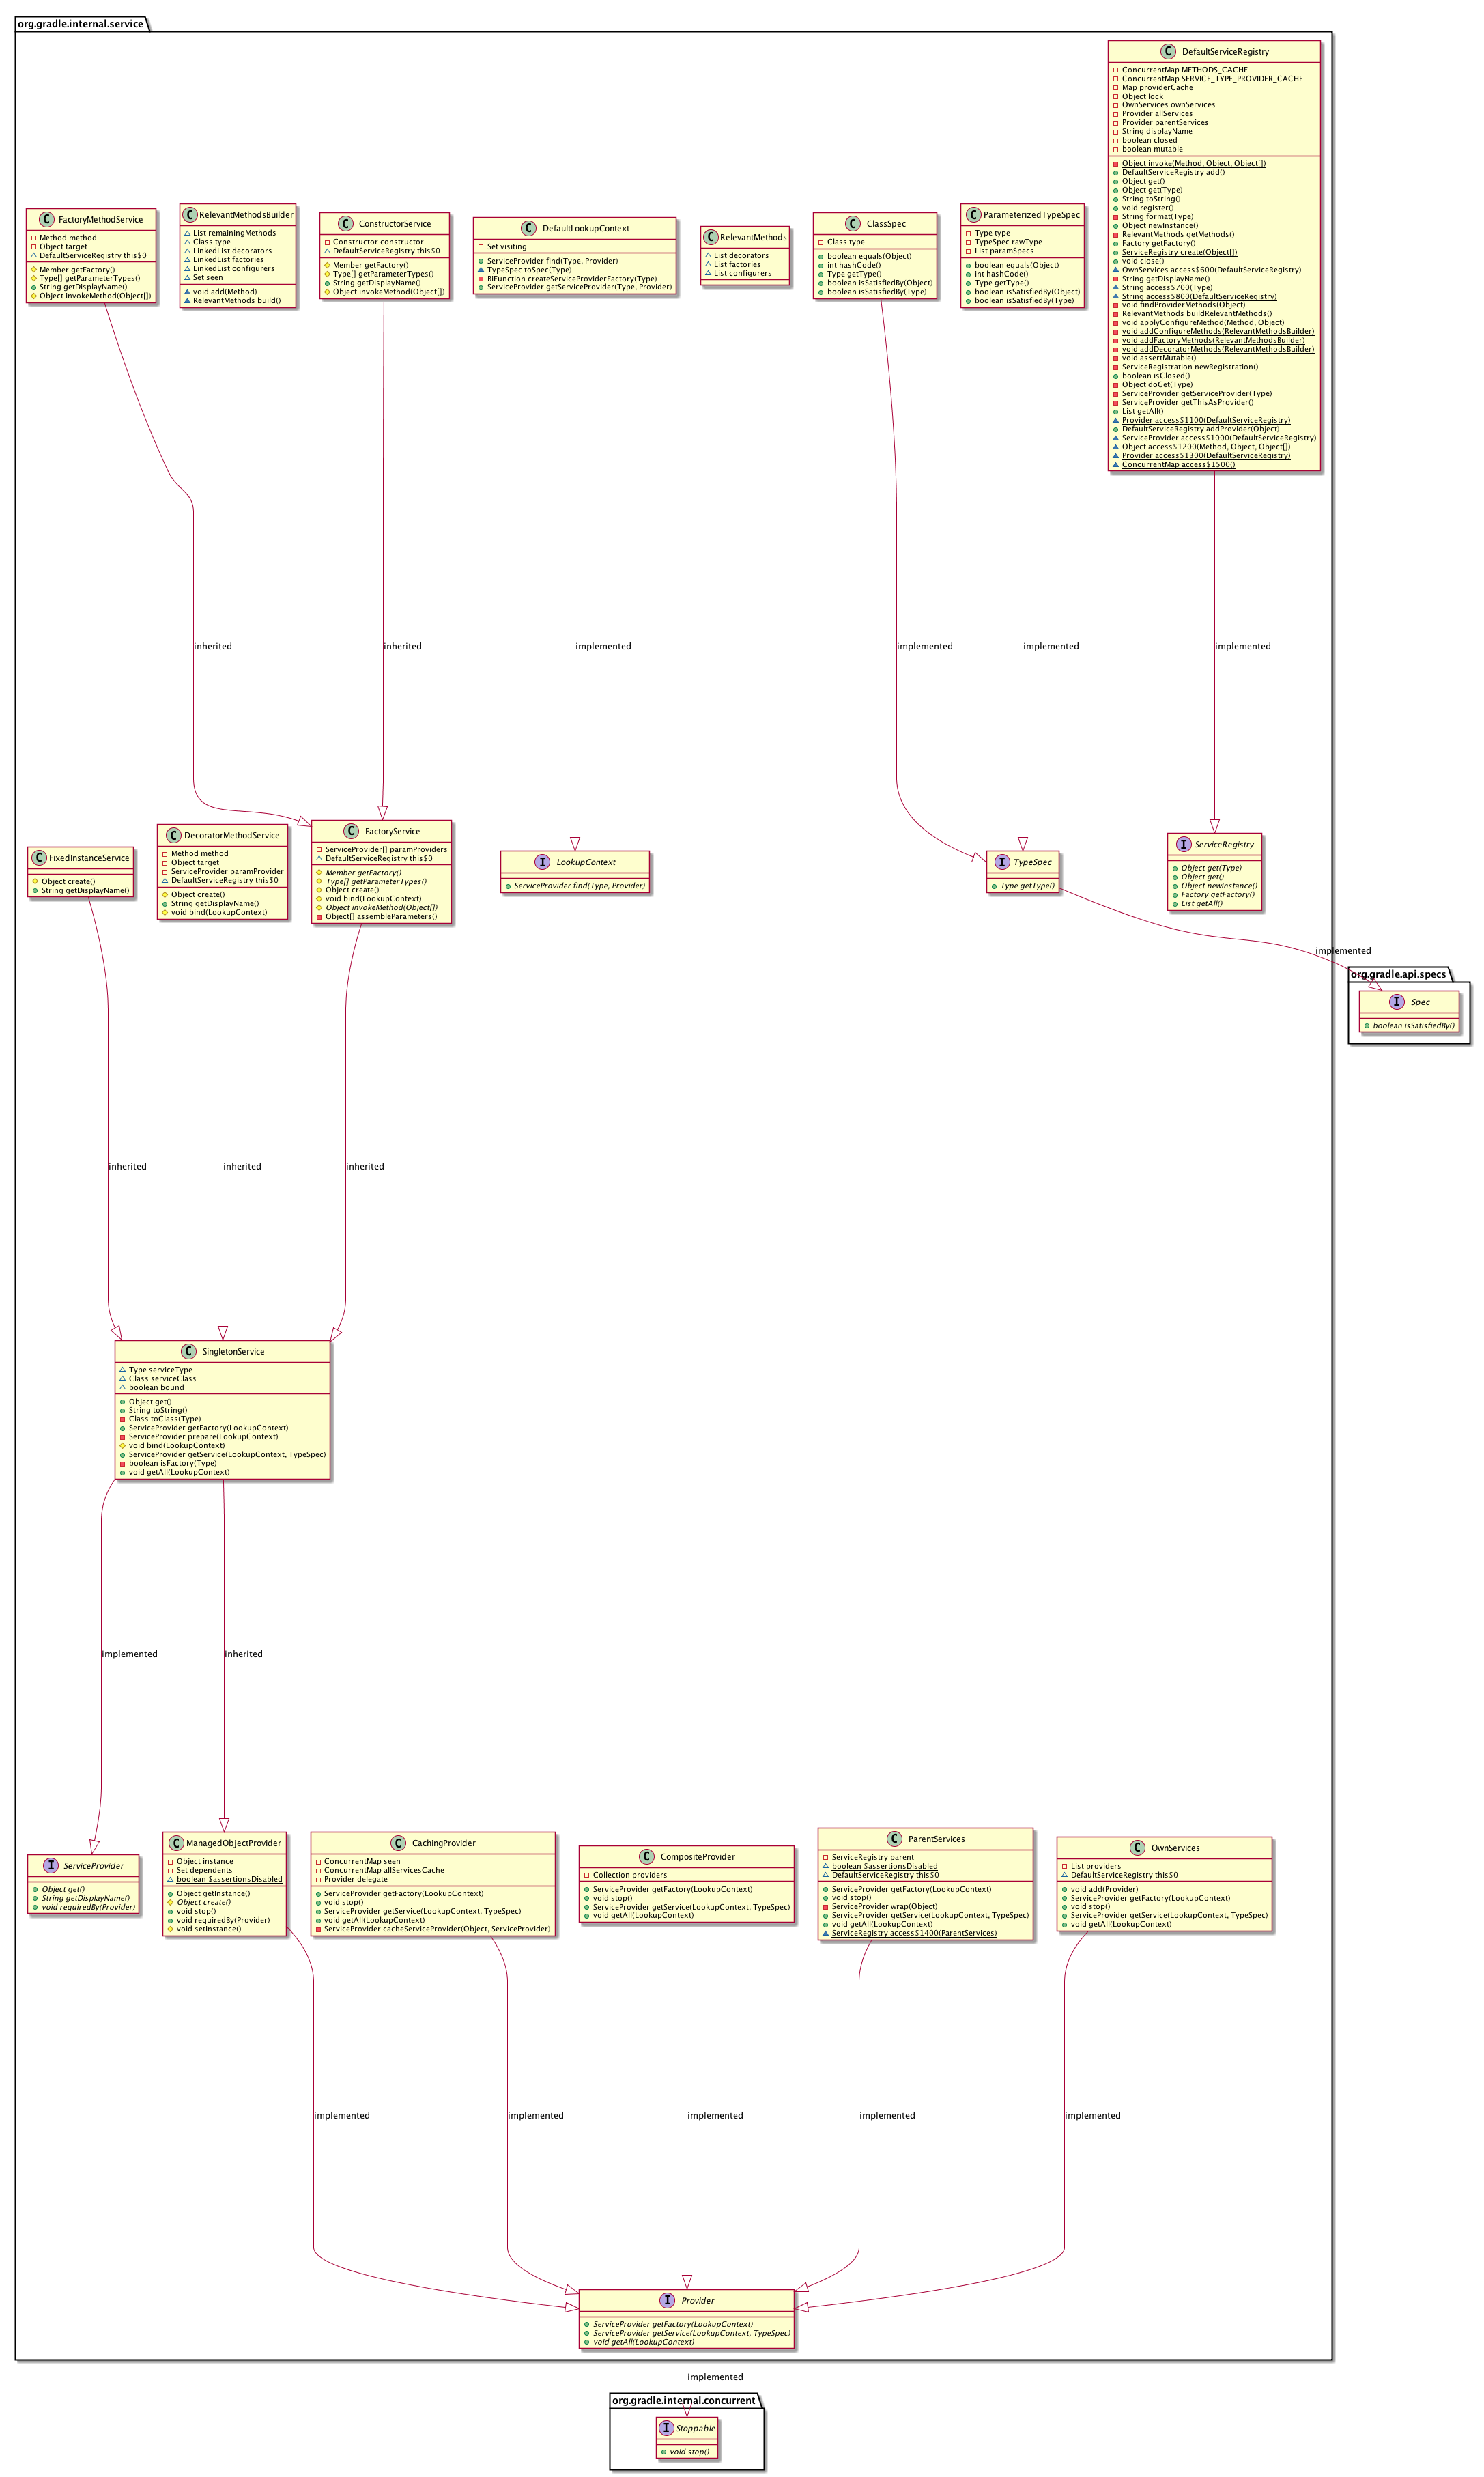 org.gradle.internal.service
DefaultServiceRegistry
ConcurrentMap METHODS_CACHE
ConcurrentMap SERVICE_TYPE_PROVIDER_CACHE
Map providerCache
Object lock
OwnServices ownServices
Provider allServices
Provider parentServices
String displayName
boolean closed
boolean mutable
Object invoke(Method, Object, Object[])
DefaultServiceRegistry add()
Object get()
Object get(Type)
String toString()
void register()
String format(Type)
Object newInstance()
RelevantMethods getMethods()
Factory getFactory()
ServiceRegistry create(Object[])
void close()
OwnServices access$600(DefaultServiceRegistry)
String getDisplayName()
String access$700(Type)
String access$800(DefaultServiceRegistry)
void findProviderMethods(Object)
RelevantMethods buildRelevantMethods()
void applyConfigureMethod(Method, Object)
void addConfigureMethods(RelevantMethodsBuilder)
void addFactoryMethods(RelevantMethodsBuilder)
void addDecoratorMethods(RelevantMethodsBuilder)
void assertMutable()
ServiceRegistration newRegistration()
boolean isClosed()
Object doGet(Type)
ServiceProvider getServiceProvider(Type)
ServiceProvider getThisAsProvider()
List getAll()
Provider access$1100(DefaultServiceRegistry)
DefaultServiceRegistry addProvider(Object)
ServiceProvider access$1000(DefaultServiceRegistry)
Object access$1200(Method, Object, Object[])
Provider access$1300(DefaultServiceRegistry)
ConcurrentMap access$1500()
FactoryMethodService
Method method
Object target
DefaultServiceRegistry this$0
Member getFactory()
Type[] getParameterTypes()
String getDisplayName()
Object invokeMethod(Object[])
RelevantMethodsBuilder
List remainingMethods
Class type
LinkedList decorators
LinkedList factories
LinkedList configurers
Set seen
void add(Method)
RelevantMethods build()
ConstructorService
Constructor constructor
DefaultServiceRegistry this$0
Member getFactory()
Type[] getParameterTypes()
String getDisplayName()
Object invokeMethod(Object[])
DefaultLookupContext
Set visiting
ServiceProvider find(Type, Provider)
TypeSpec toSpec(Type)
BiFunction createServiceProviderFactory(Type)
ServiceProvider getServiceProvider(Type, Provider)
RelevantMethods
List decorators
List factories
List configurers
ClassSpec
Class type
boolean equals(Object)
int hashCode()
Type getType()
boolean isSatisfiedBy(Object)
boolean isSatisfiedBy(Type)
ParameterizedTypeSpec
Type type
TypeSpec rawType
List paramSpecs
boolean equals(Object)
int hashCode()
Type getType()
boolean isSatisfiedBy(Object)
boolean isSatisfiedBy(Type)
inherited
inherited
implemented
implemented
implemented
implemented
FixedInstanceService
Object create()
String getDisplayName()
DecoratorMethodService
Method method
Object target
ServiceProvider paramProvider
DefaultServiceRegistry this$0
Object create()
String getDisplayName()
void bind(LookupContext)
FactoryService
ServiceProvider[] paramProviders
DefaultServiceRegistry this$0
Member getFactory()
Type[] getParameterTypes()
Object create()
void bind(LookupContext)
Object invokeMethod(Object[])
Object[] assembleParameters()
LookupContext
ServiceProvider find(Type, Provider)
TypeSpec
Type getType()
ServiceRegistry
Object get(Type)
Object get()
Object newInstance()
Factory getFactory()
List getAll()
implemented
org.gradle.api.specs
Spec
boolean isSatisfiedBy()
inherited
inherited
inherited
SingletonService
Type serviceType
Class serviceClass
boolean bound
Object get()
String toString()
Class toClass(Type)
ServiceProvider getFactory(LookupContext)
ServiceProvider prepare(LookupContext)
void bind(LookupContext)
ServiceProvider getService(LookupContext, TypeSpec)
boolean isFactory(Type)
void getAll(LookupContext)
implemented
inherited
ServiceProvider
Object get()
String getDisplayName()
void requiredBy(Provider)
ManagedObjectProvider
Object instance
Set dependents
boolean $assertionsDisabled
Object getInstance()
Object create()
void stop()
void requiredBy(Provider)
void setInstance()
CachingProvider
ConcurrentMap seen
ConcurrentMap allServicesCache
Provider delegate
ServiceProvider getFactory(LookupContext)
void stop()
ServiceProvider getService(LookupContext, TypeSpec)
void getAll(LookupContext)
ServiceProvider cacheServiceProvider(Object, ServiceProvider)
CompositeProvider
Collection providers
ServiceProvider getFactory(LookupContext)
void stop()
ServiceProvider getService(LookupContext, TypeSpec)
void getAll(LookupContext)
ParentServices
ServiceRegistry parent
boolean $assertionsDisabled
DefaultServiceRegistry this$0
ServiceProvider getFactory(LookupContext)
void stop()
ServiceProvider wrap(Object)
ServiceProvider getService(LookupContext, TypeSpec)
void getAll(LookupContext)
ServiceRegistry access$1400(ParentServices)
OwnServices
List providers
DefaultServiceRegistry this$0
void add(Provider)
ServiceProvider getFactory(LookupContext)
void stop()
ServiceProvider getService(LookupContext, TypeSpec)
void getAll(LookupContext)
implemented
implemented
implemented
implemented
implemented
Provider
ServiceProvider getFactory(LookupContext)
ServiceProvider getService(LookupContext, TypeSpec)
void getAll(LookupContext)
implemented
org.gradle.internal.concurrent
Stoppable
void stop()